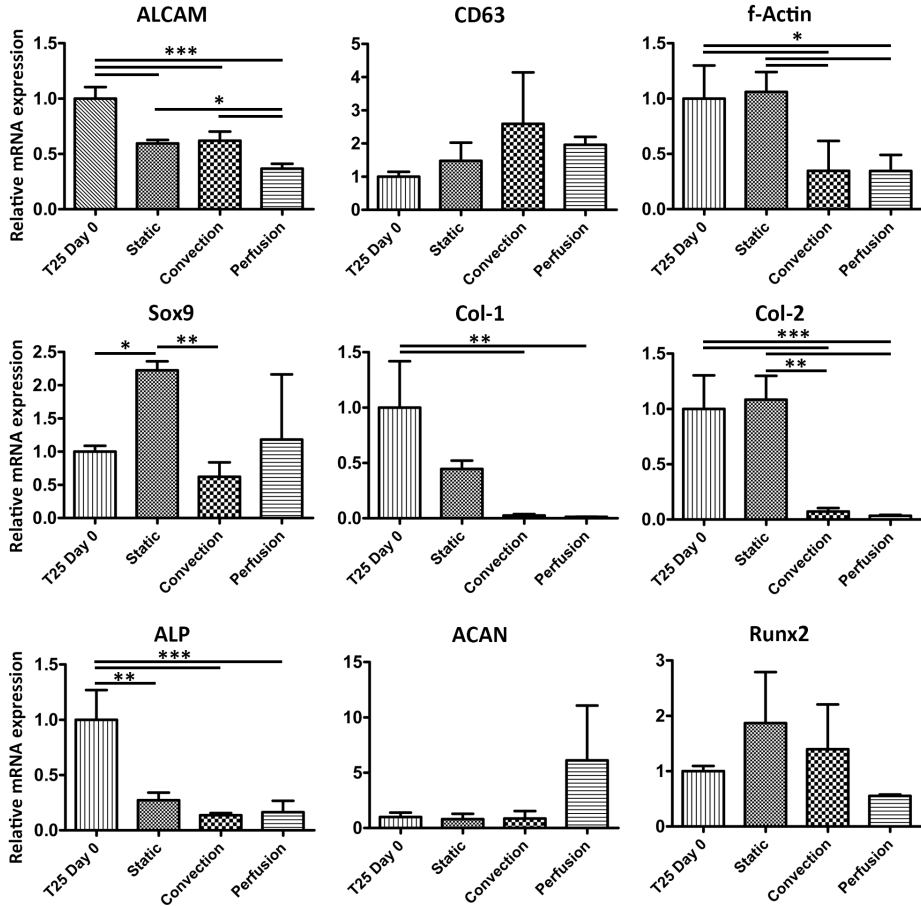 ALCAM
CD63
f-Actin
Relative mRNA expression
1.5
1.0
0.5
0.0
***
*
T25 Day 0
Static
Convection
Perfusion
5
4
3
2
1
0
T25 Day 0
Static
Convection
Perfusion
1.5
1.0
0.5
0.0
*
T25 Day 0
Static
Convection
Perfusion
Sox9
Col-1
Col-2
Relative mRNA expression
2.5
2.0
1.5
1.0
0.5
0.0
*
**
T25 Day 0
Static
Convection
Perfusion
1.5
1.0
0.5
0.0
**
T25 Day 0
Static
Convection
Perfusion
1.5
1.0
0.5
0.0
***
**
T25 Day 0
Static
Convection
Perfusion
ALP
ACAN
Runx2
Relative mRNA expression
1.5
1.0
0.5
0.0
***
**
T25 Day 0
Static
Convection
Perfusion
15
10
5
0
T25 Day 0
Static
Convection
Perfusion
3
2
1
0
T25 Day 0
Static
Convection
Perfusion